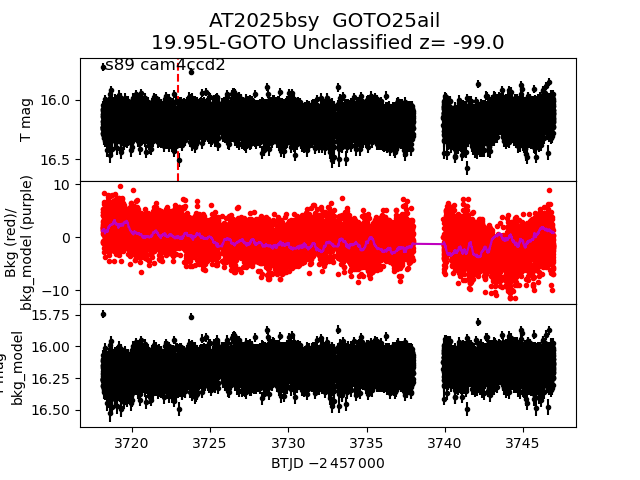 AT2025bsy GOTO25ail
19.95L-GOTO Unclassified z= -99.0
s89 cam4ccd2
16.0
16.5
T mag
10
0
−10
Bkg (red)/
bkg_model (purple)
15.75
16.00
16.25
16.50
mag
bkg_model
3720
3725
3730
3735
3740
3745
BTJD −2 457 000